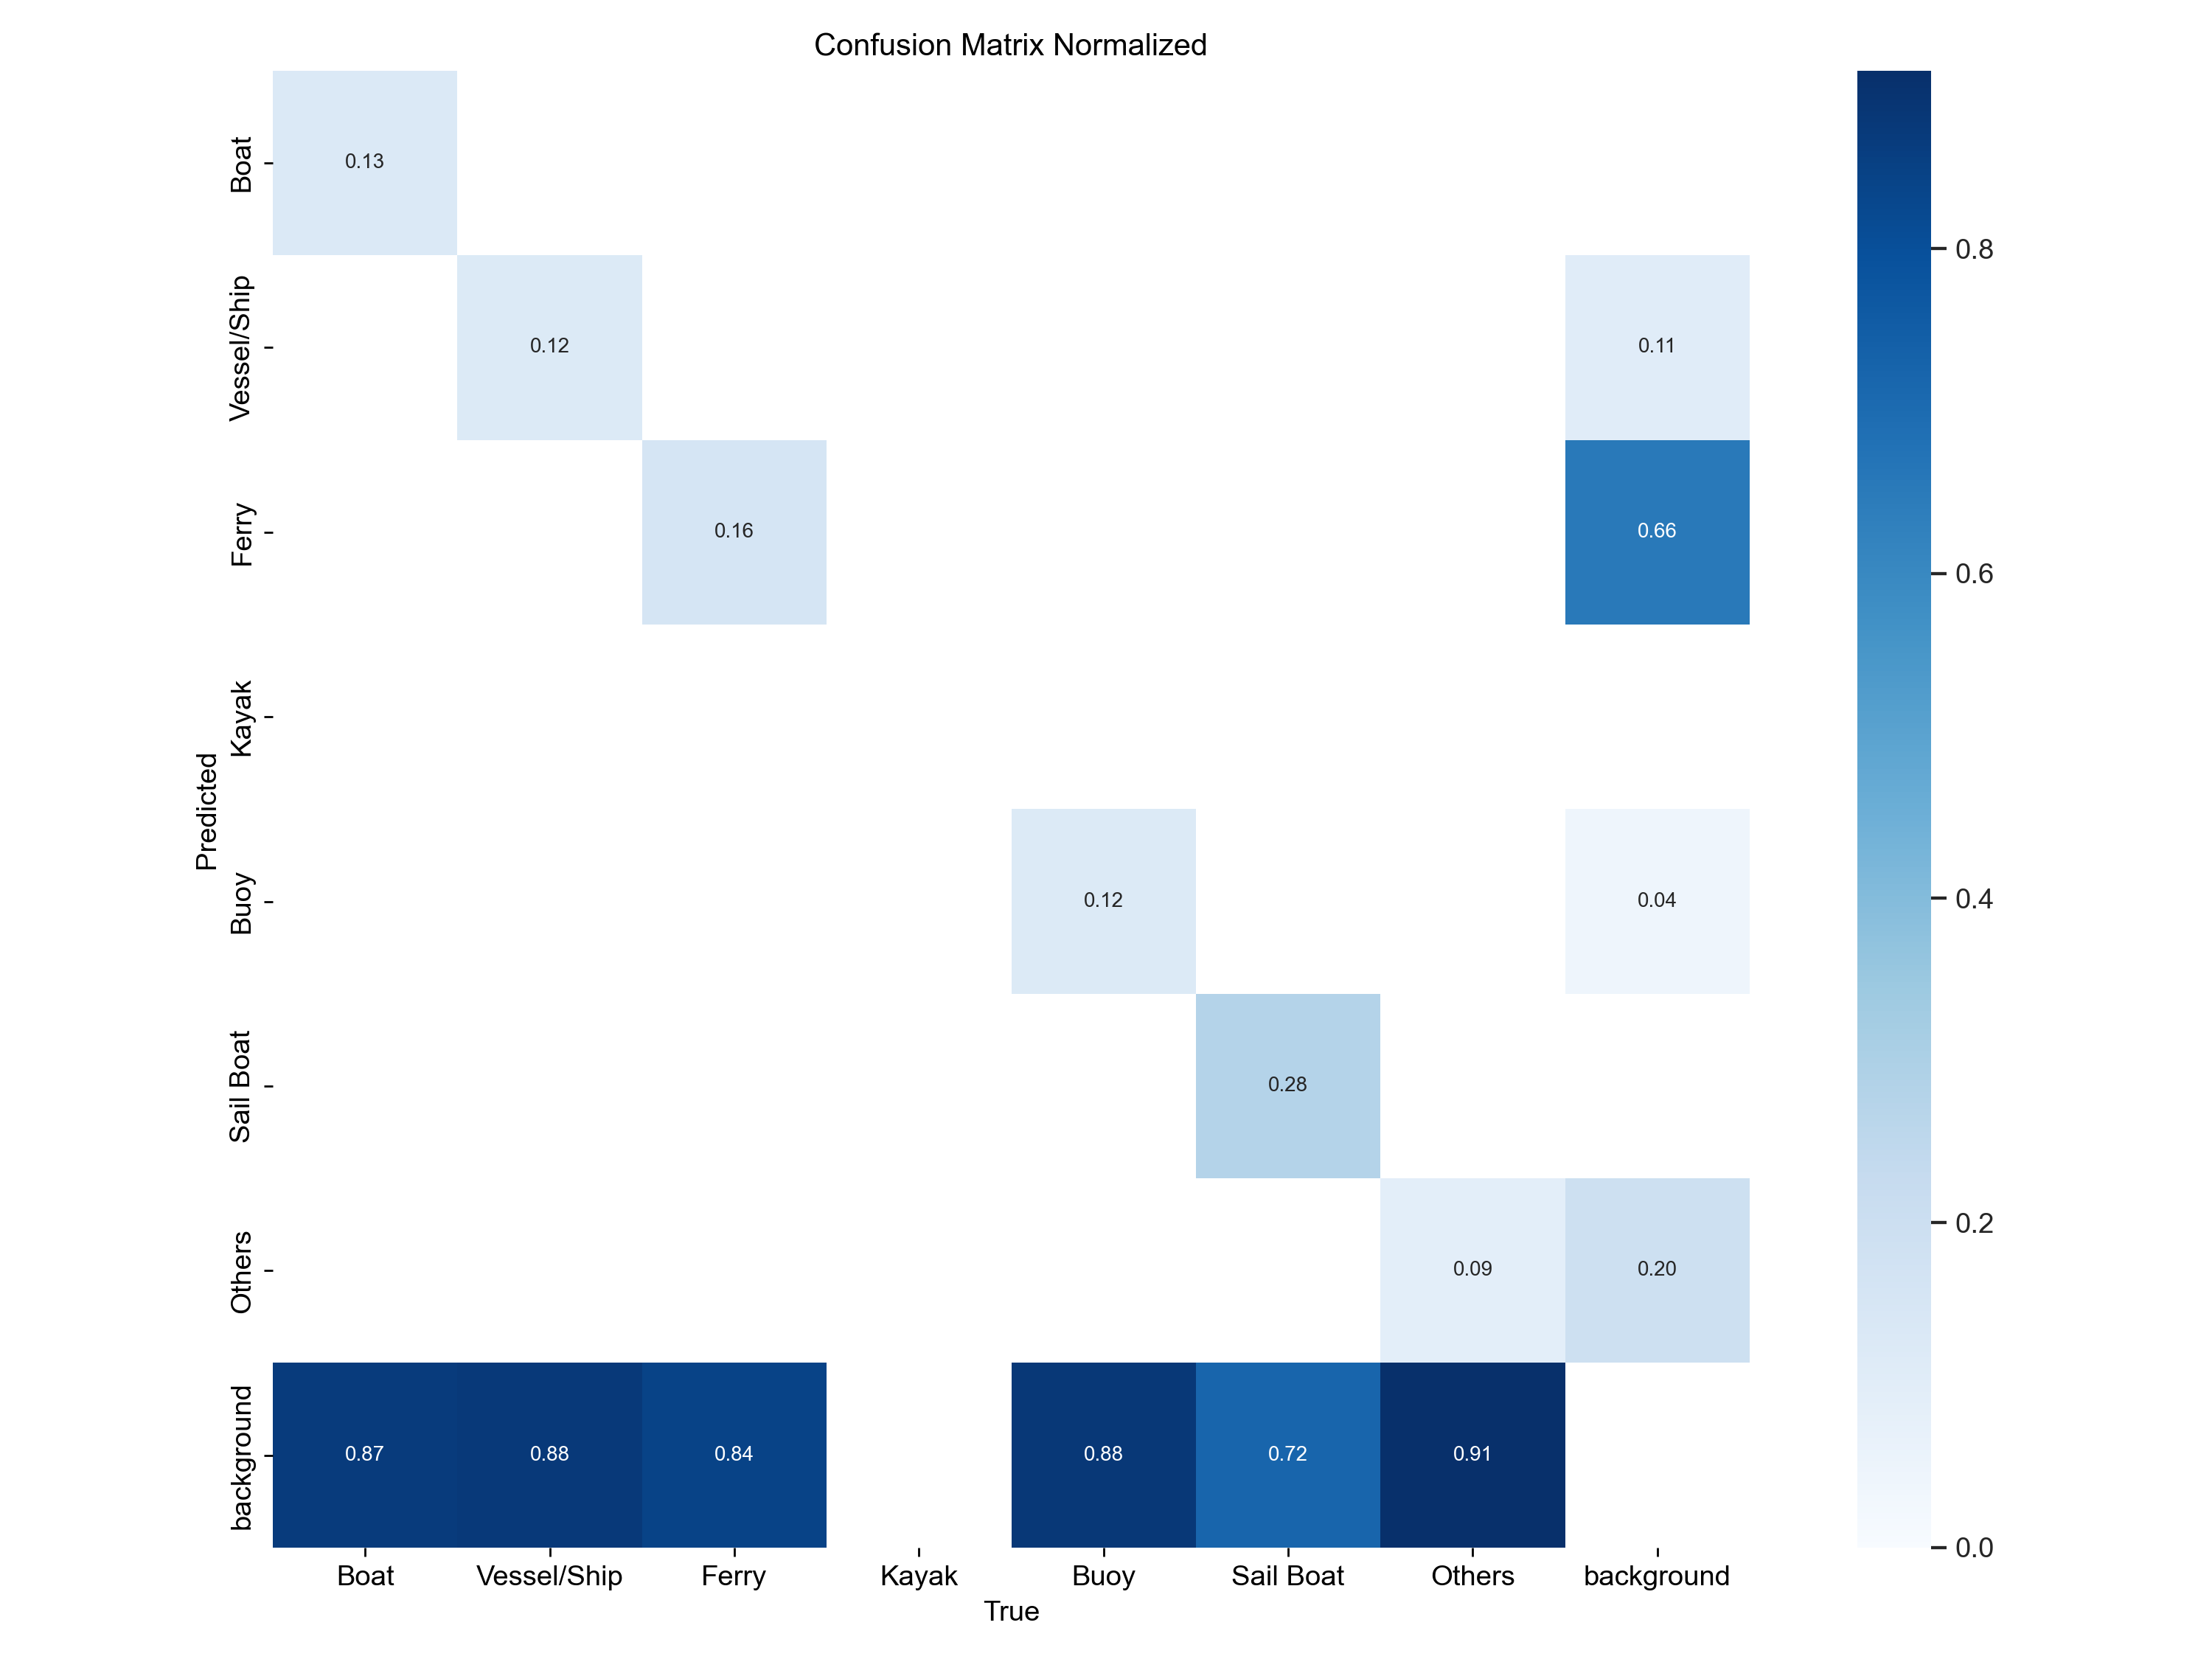 Confusion Matrix Normalized
Predicted
Boat 0.13
Vessel/Ship 0.12 0.11
Ferry 0.16 0.66
Kayak
Buoy 0.12 0.04
Sail Boat 0.28
Others 0.09 0.20
background 0.87 0.88 0.84 0.88 0.72 0.91
Boat Vessel/Ship Ferry Kayak Buoy Sail Boat Others background
True
0.8
0.6
0.4
0.2
0.0